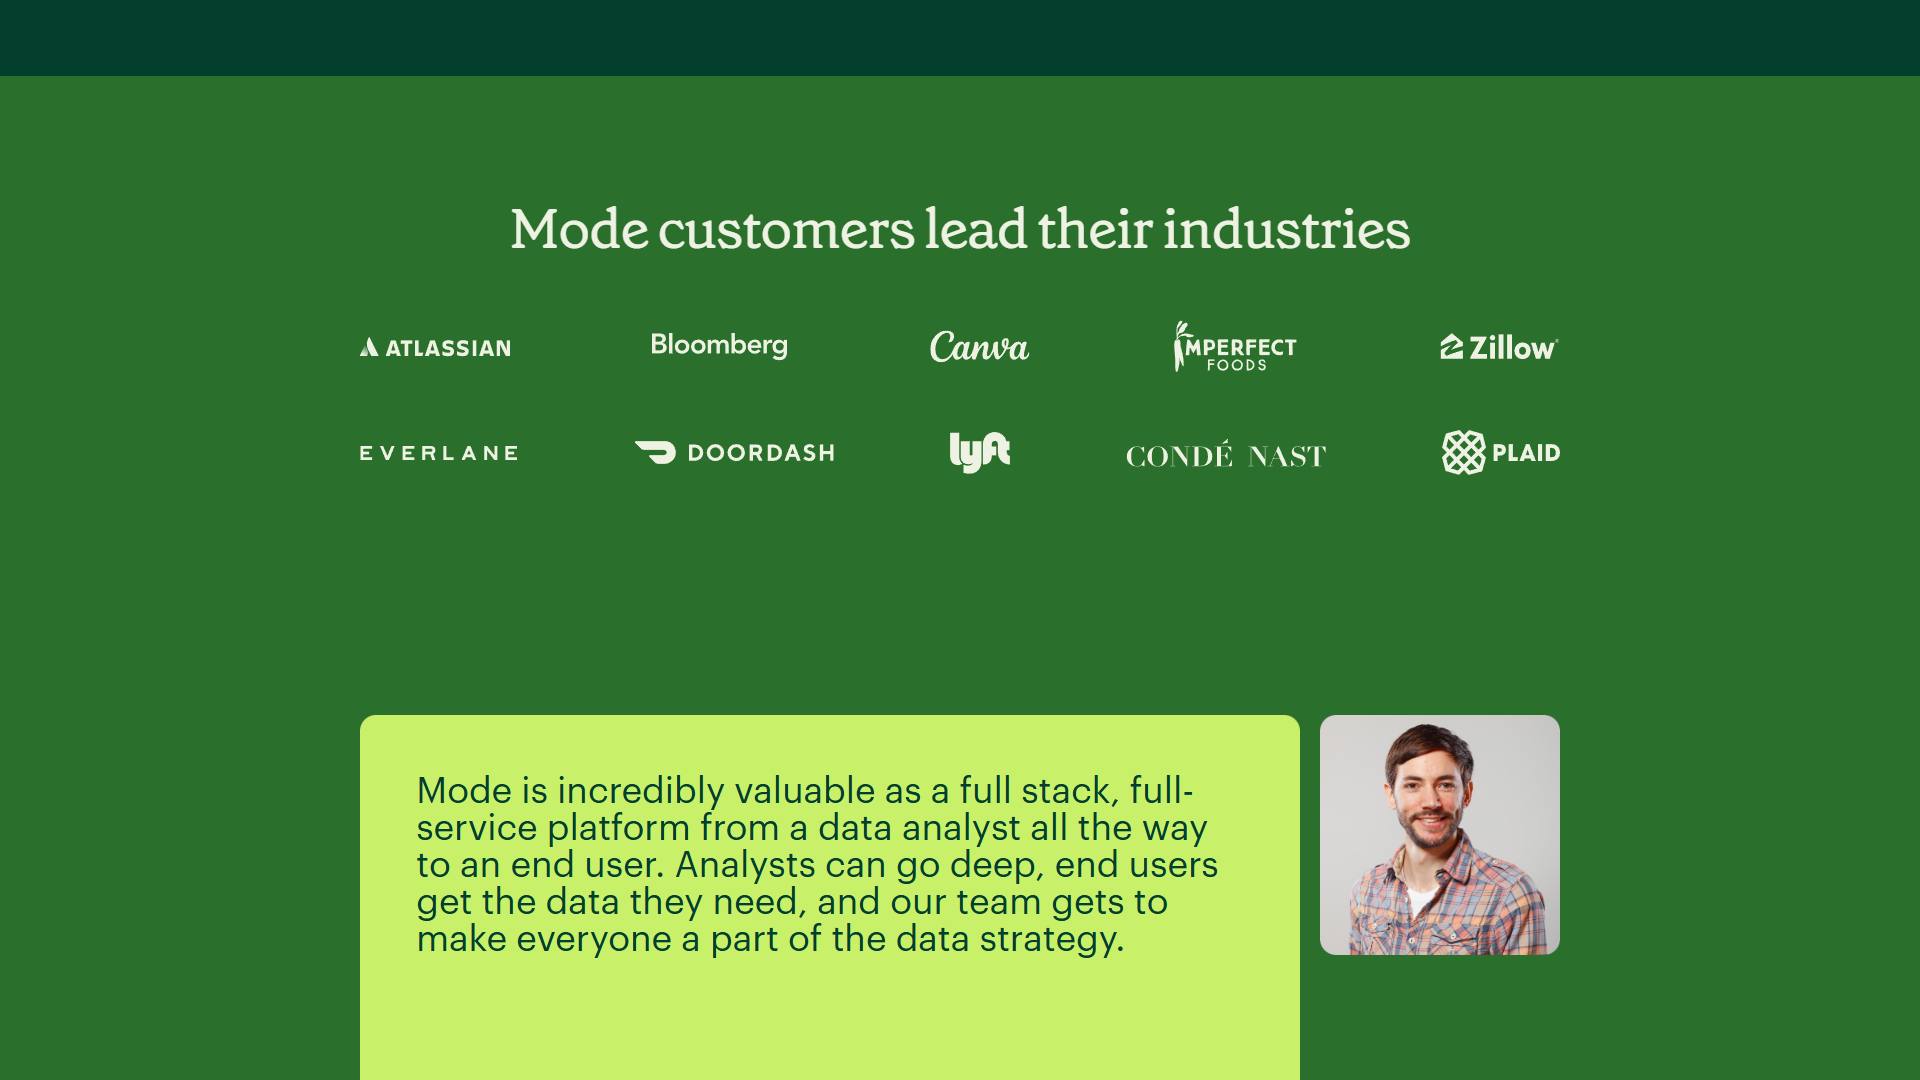 Mode customers lead their industries
ATLASSIAN
Bloomberg
Canva
IMPERFECT
FOODS
Zillow
EVERLANE
DOORDASH
lyft
CONDÉ NAST
PLAID
Mode is incredibly valuable as a full stack, full-
service platform from a data analyst all the way
to an end user. Analysts can go deep, end users
get the data they need, and our team gets to
make everyone a part of the data strategy.